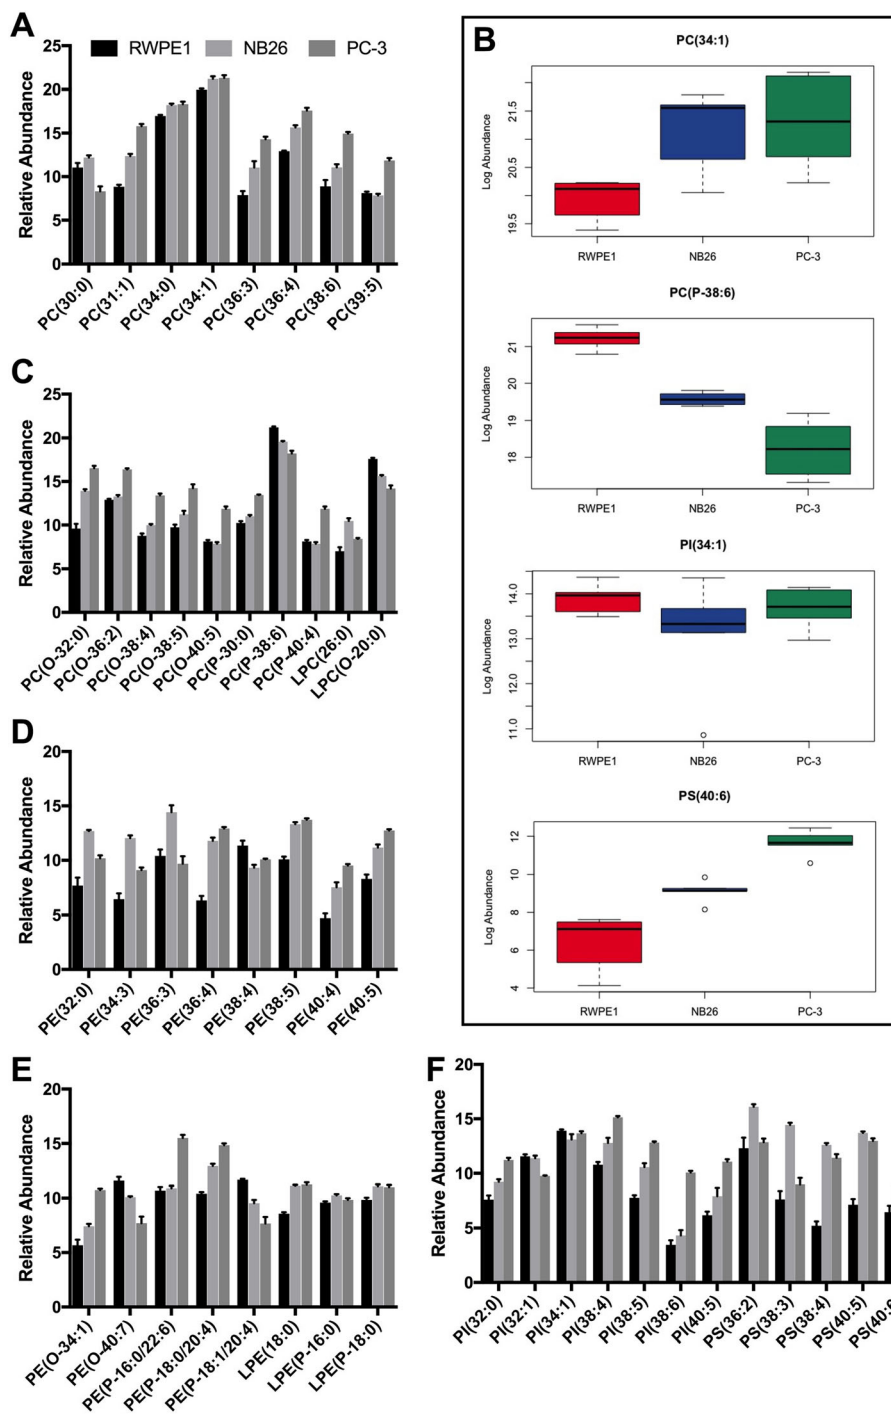 A
RWPE1 NB26 PC-3
Relative Abundance
25
20
15
10
5
0
PC(30:0) PC(31:1) PC(34:0) PC(34:1) PC(36:3) PC(36:4) PC(38:6) PC(39:5)
B
PC(34:1)
Log Abundance
21.5
20.5
19.5
RWPE1 NB26 PC-3
PC(P-38:6)
Log Abundance
21
20
19
18
RWPE1 NB26 PC-3
PI(34:1)
Log Abundance
14.0
13.0
12.0
11.0
RWPE1 NB26 PC-3
PS(40:6)
Log Abundance
12
10
8
6
4
RWPE1 NB26 PC-3
C
Relative Abundance
25
20
15
10
5
0
PC(O-32:0) PC(O-36:2) PC(O-38:4) PC(O-38:5) PC(O-40:5) PC(P-30:0) PC(P-38:6) PC(P-40:4) LPC(26:0) LPC(O-20:0)
D
Relative Abundance
20
15
10
5
0
PE(32:0) PE(34:3) PE(36:3) PE(36:4) PE(38:4) PE(38:5) PE(40:4) PE(40:5)
E
Relative Abundance
20
15
10
5
0
PE(O-34:1) PE(O-40:7) PE(P-16:0/22:6) PE(P-18:0/20:4) PE(P-18:1/20:4) LPE(18:0) LPE(P-16:0) LPE(P-18:0)
F
Relative Abundance
20
15
10
5
0
PI(32:0) PI(32:1) PI(34:1) PI(38:4) PI(38:5) PI(38:6) PI(40:5) PS(36:2) PS(38:3) PS(38:4) PS(40:5)